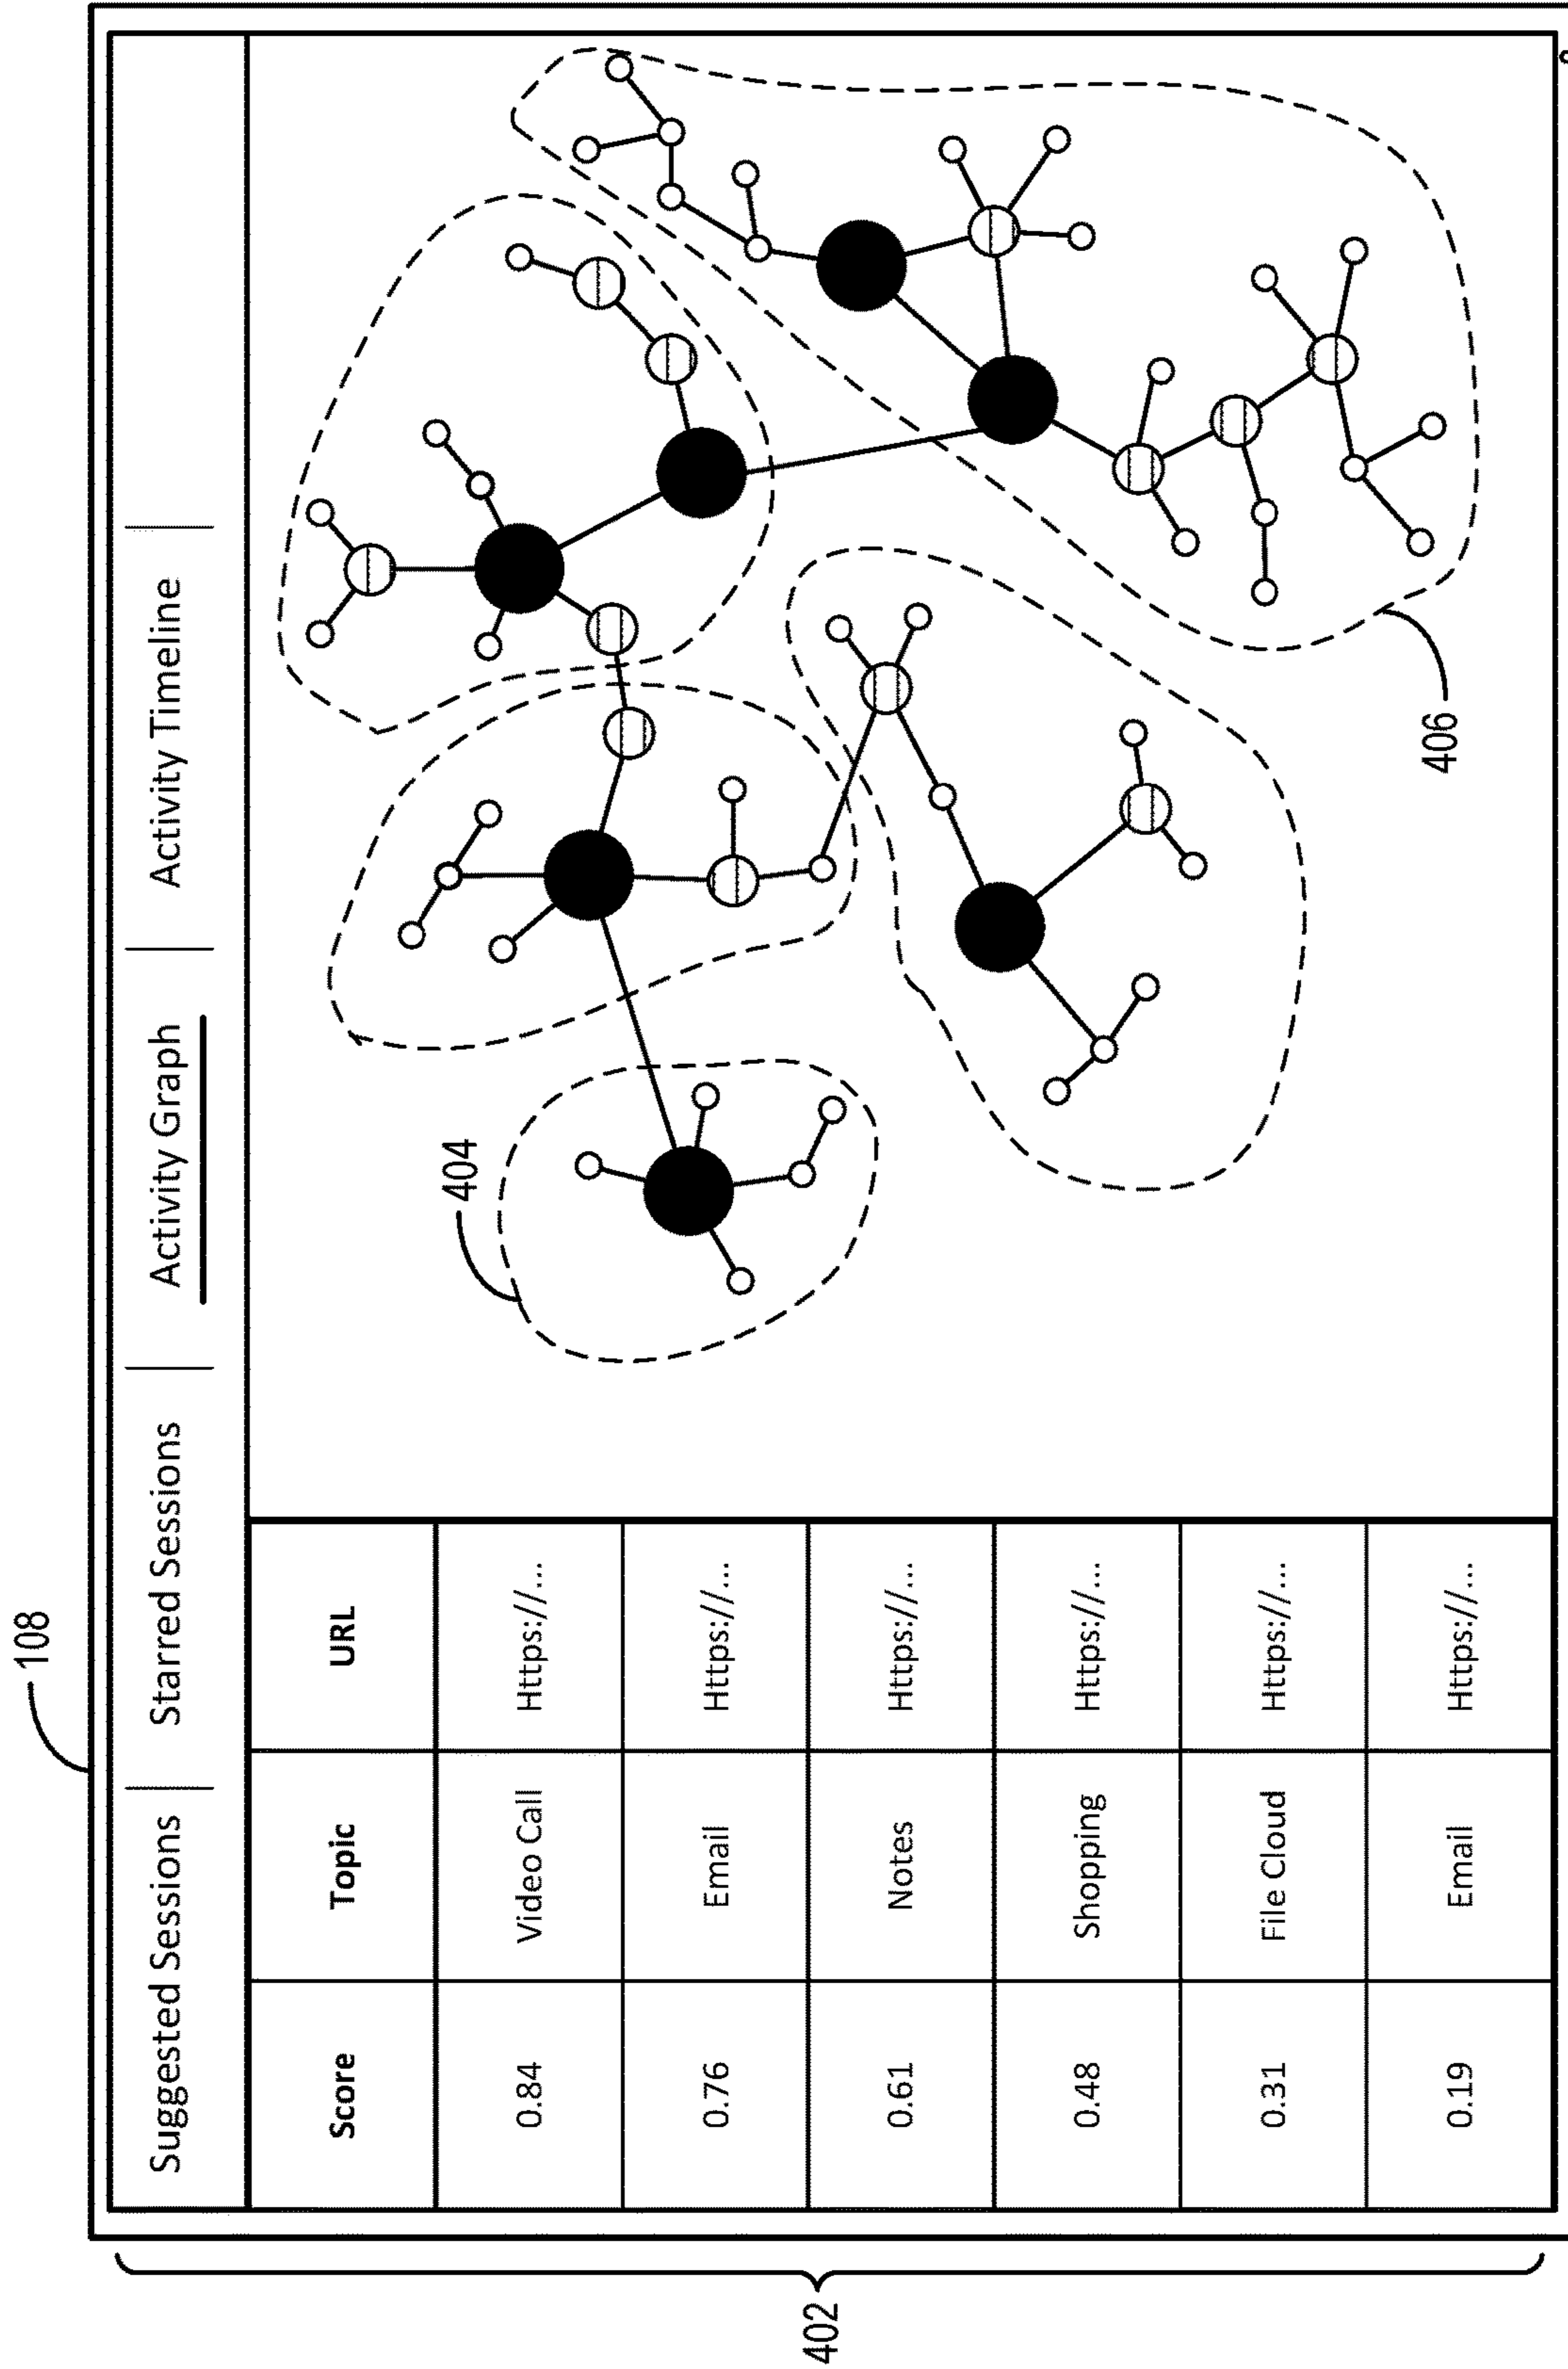 108
Suggested Sessions Starred Sessions Activity Graph Activity Timeline
Score Topic URL
0.84 Video Call Https://...
0.76 Email Https://...
0.61 Notes Https://...
0.48 Shopping Https://...
0.31 File Cloud Https://...
0.19 Email Https://...
404
406
402